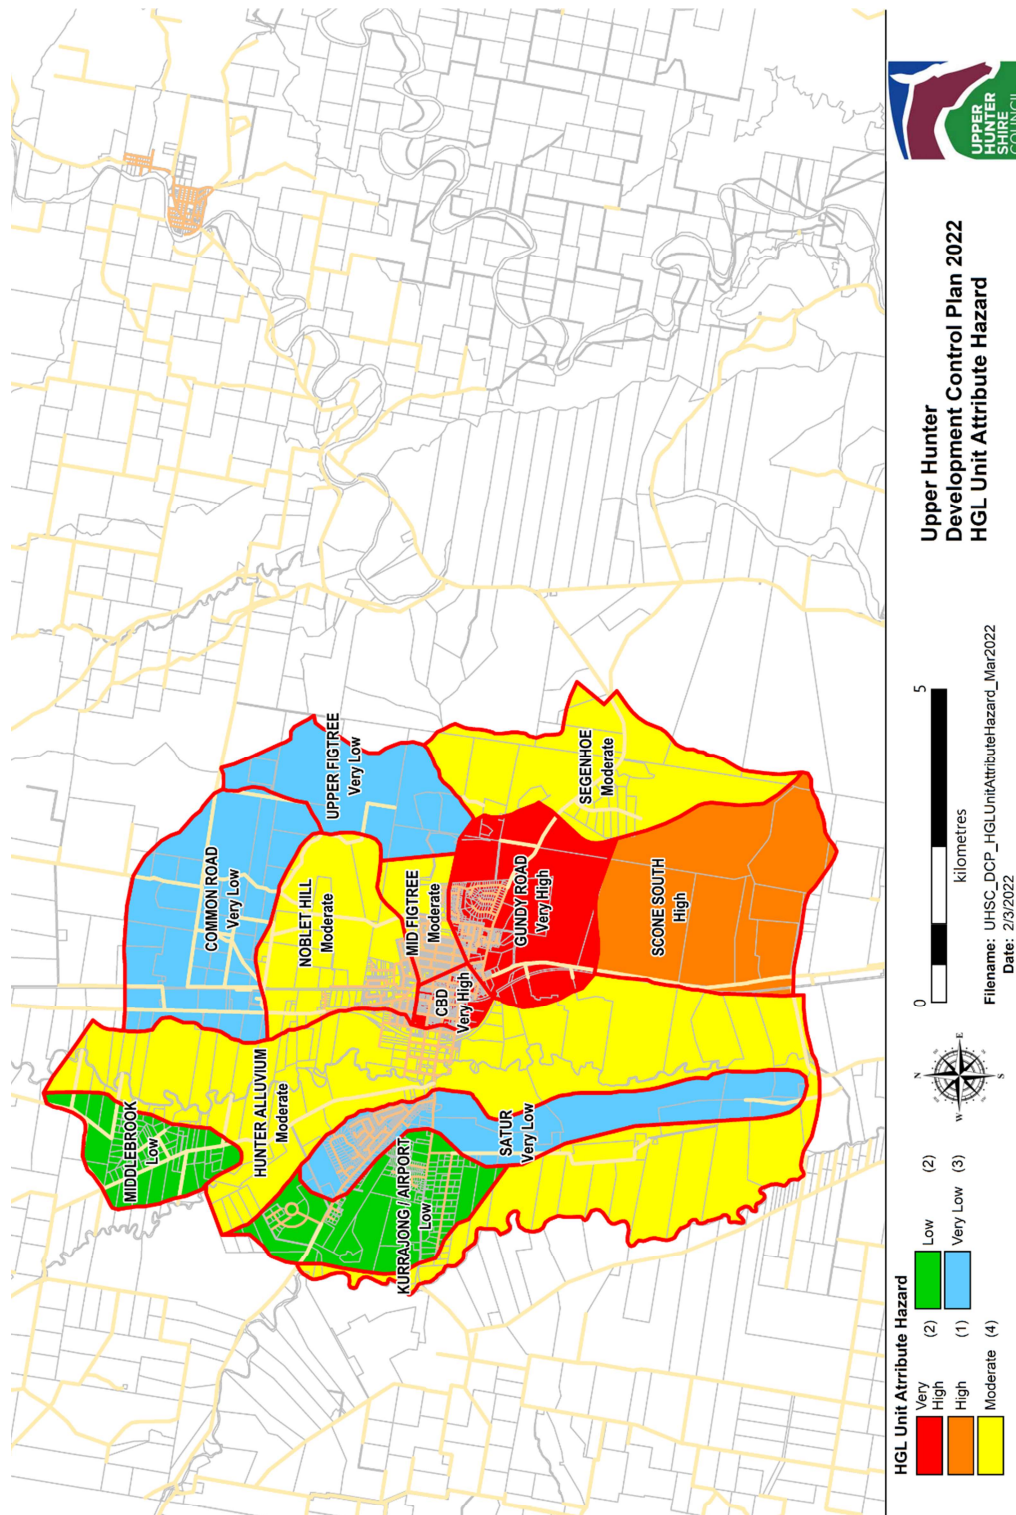 MIDDLEBROOK
Low
HUNTER ALLUVIUM
Moderate
KURRAJONG / AIRPORT
Low
SATUR
Very Low
COMMON ROAD
Very Low
NOBLET HILL
Moderate
UPPER FIGTREE
Very Low
MID FIGTREE
Moderate
CBD
Very High
GUNDY ROAD
Very High
SEGENHOE
Moderate
SCONE SOUTH
High
HGL Unit Atrribute Hazard
Very High (2)
High (1)
Moderate (4)
Low (2)
Very Low (3)
N
E
S
W
0 5
kilometres
Filename: UHSC_DCP_HGLUnitAttributeHazard_Mar2022
Date: 2/3/2022
Upper Hunter
Development Control Plan 2022
HGL Unit Attribute Hazard
UPPER
HUNTER
SHIRE
COUNCIL